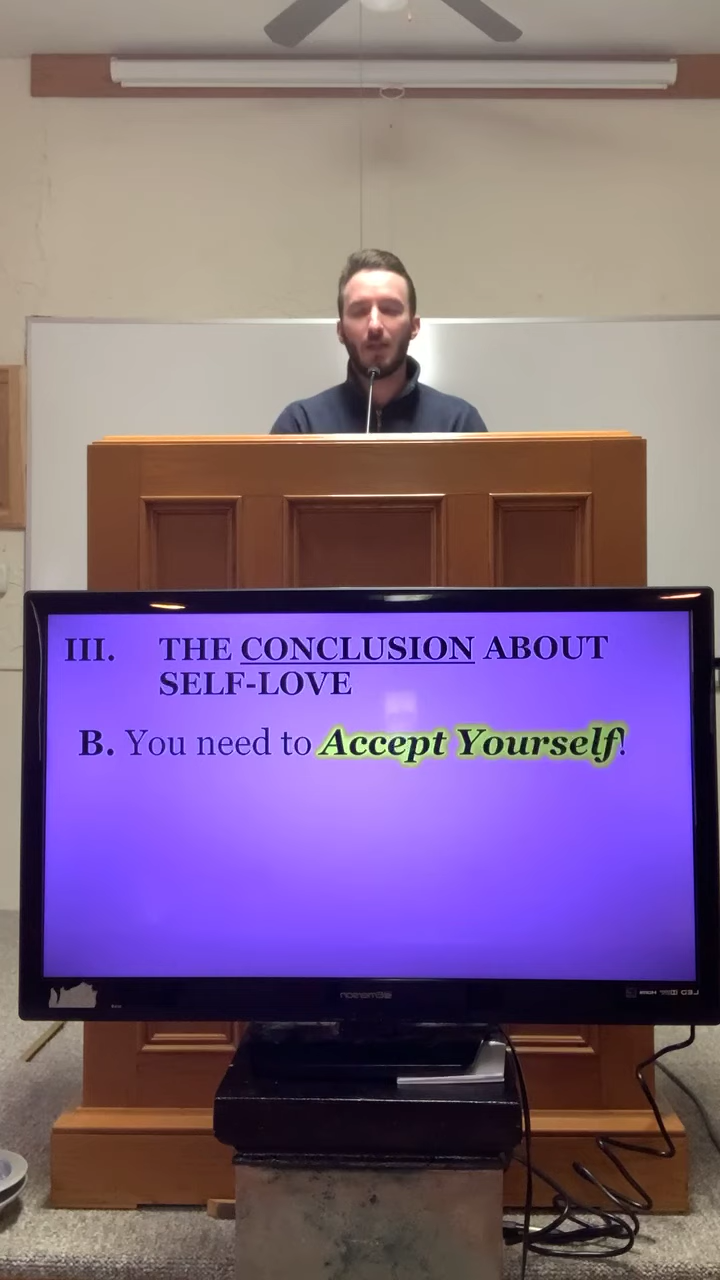 III. THE CONCLUSION ABOUT
SELF-LOVE
B. You need to Accept Yourself!